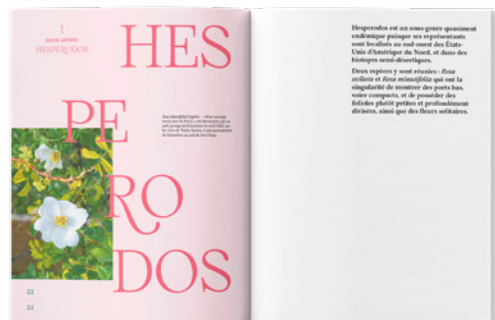 I
SOUS-GENRE
HESPERODOS
HES
PE
RO
DOS
Hesperodos est un sous-genre quasiment
endémique puisque ses représentants
sont localisés au sud-ouest des États-
Unis d'Amérique du Nord, et dans des
biotopes semi-désertiques.
Deux espèces y sont réunies : Rosa
stellata et Rosa minutifolia qui ont la
singularité de montrer des ports bas,
voire compacts, et de posséder des
folioles plutôt petites et profondément
divisées, ainsi que des fleurs solitaires.